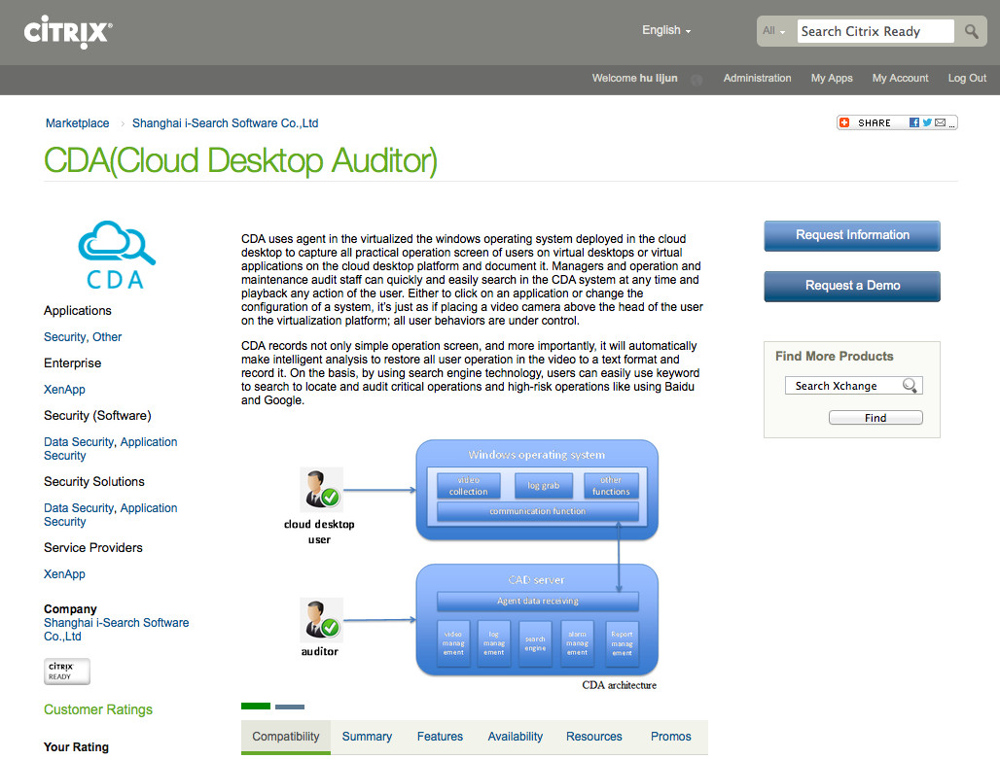 CITRIX®
English
All
Search Citrix Ready
Welcome hu lijun
Administration
My Apps
My Account
Log Out
Marketplace › Shanghai i-Search Software Co.,Ltd
SHARE ...
CDA(Cloud Desktop Auditor)
CDA
Applications
Security, Other
Enterprise
XenApp
Security (Software)
Data Security, Application
Security
Security Solutions
Data Security, Application
Security
Service Providers
XenApp
Company
Shanghai i-Search Software
Co.,Ltd
CITRIX
READY
Customer Ratings
Your Rating
CDA uses agent in the virtualized the windows operating system deployed in the cloud
desktop to capture all practical operation screen of users on virtual desktops or virtual
applications on the cloud desktop platform and document it. Managers and operation and
maintenance audit staff can quickly and easily search in the CDA system at any time and
playback any action of the user. Either to click on an application or change the
configuration of a system, it's just as if placing a video camera above the head of the user
on the virtualization platform; all user behaviors are under control.
CDA records not only simple operation screen, and more importantly, it will automatically
make intelligent analysis to restore all user operation in the video to a text format and
record it. On the basis, by using search engine technology, users can easily use keyword
to search to locate and audit critical operations and high-risk operations like using Baidu
and Google.
cloud desktop
user
Windows operating system
video
collection
log grab
other
functions
communication function
auditor
CAD server
Agent data receiving
video
manag
ement
log
manag
ement
search
engine
alarm
manag
ement
Report
manag
ement
CDA architecture
Compatibility
Summary
Features
Availability
Resources
Promos
Request Information
Request a Demo
Find More Products
Search Xchange
Find